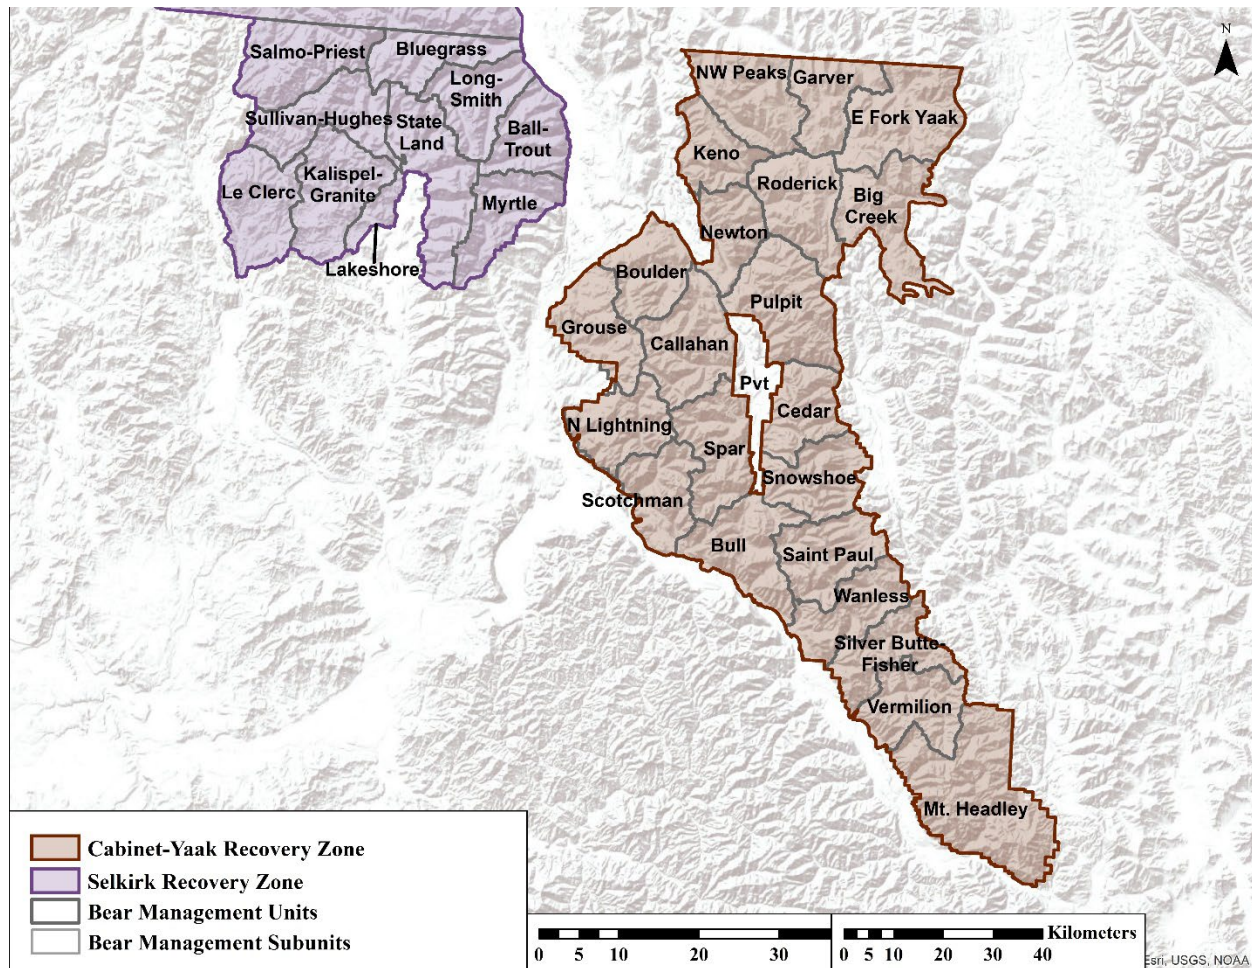 N
Salmo-Priest
Bluegrass
Long-
Smith
Sullivan-Hughes
State
Land
Ball-
Trout
Le Clerc
Kalispel-
Granite
Myrtle
Lakeshore
NW Peaks
Garver
E Fork Yaak
Keno
Roderick
Big
Creek
Newton
Boulder
Pulpit
Grouse
Callahan
Pvt
Cedar
N Lightning
Spar
Snowshoe
Scotchman
Bull
Saint Paul
Wanless
Silver Butte-
Fisher
Vermilion
Mt. Headley
Cabinet-Yaak Recovery Zone
Selkirk Recovery Zone
Bear Management Units
Bear Management Subunits
0 5 10 20 30
Kilometers
0 5 10 20 30 40
Esri, USGS, NOAA